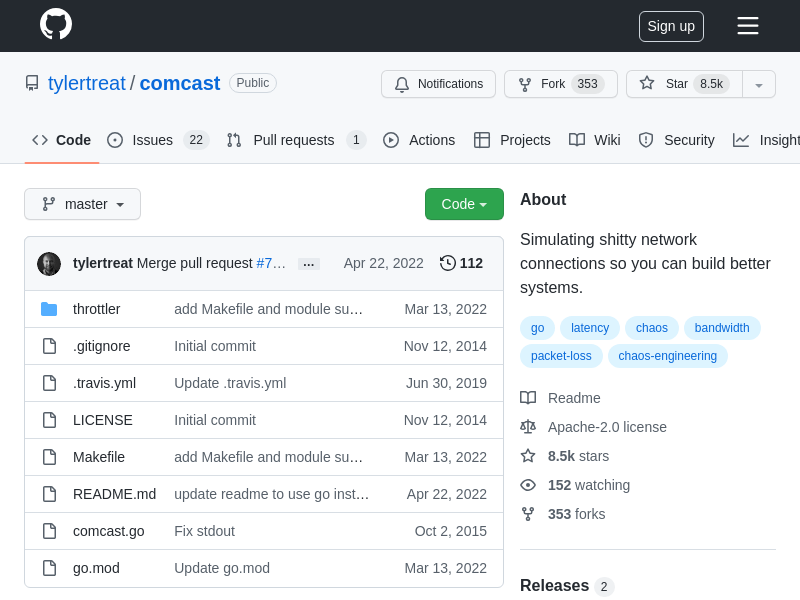 Sign up
tylertreat / comcast Public
Notifications
Fork 353
Star 8.5k
Code
Issues 22
Pull requests 1
Actions
Projects
Wiki
Security
Insight
master
Code
tylertreat Merge pull request #7… ... Apr 22, 2022 112
throttler add Makefile and module su… Mar 13, 2022
.gitignore Initial commit Nov 12, 2014
.travis.yml Update .travis.yml Jun 30, 2019
LICENSE Initial commit Nov 12, 2014
Makefile add Makefile and module su… Mar 13, 2022
README.md update readme to use go inst… Apr 22, 2022
comcast.go Fix stdout Oct 2, 2015
go.mod Update go.mod Mar 13, 2022
About
Simulating shitty network
connections so you can build better
systems.
go latency chaos bandwidth
packet-loss chaos-engineering
Readme
Apache-2.0 license
8.5k stars
152 watching
353 forks
Releases 2